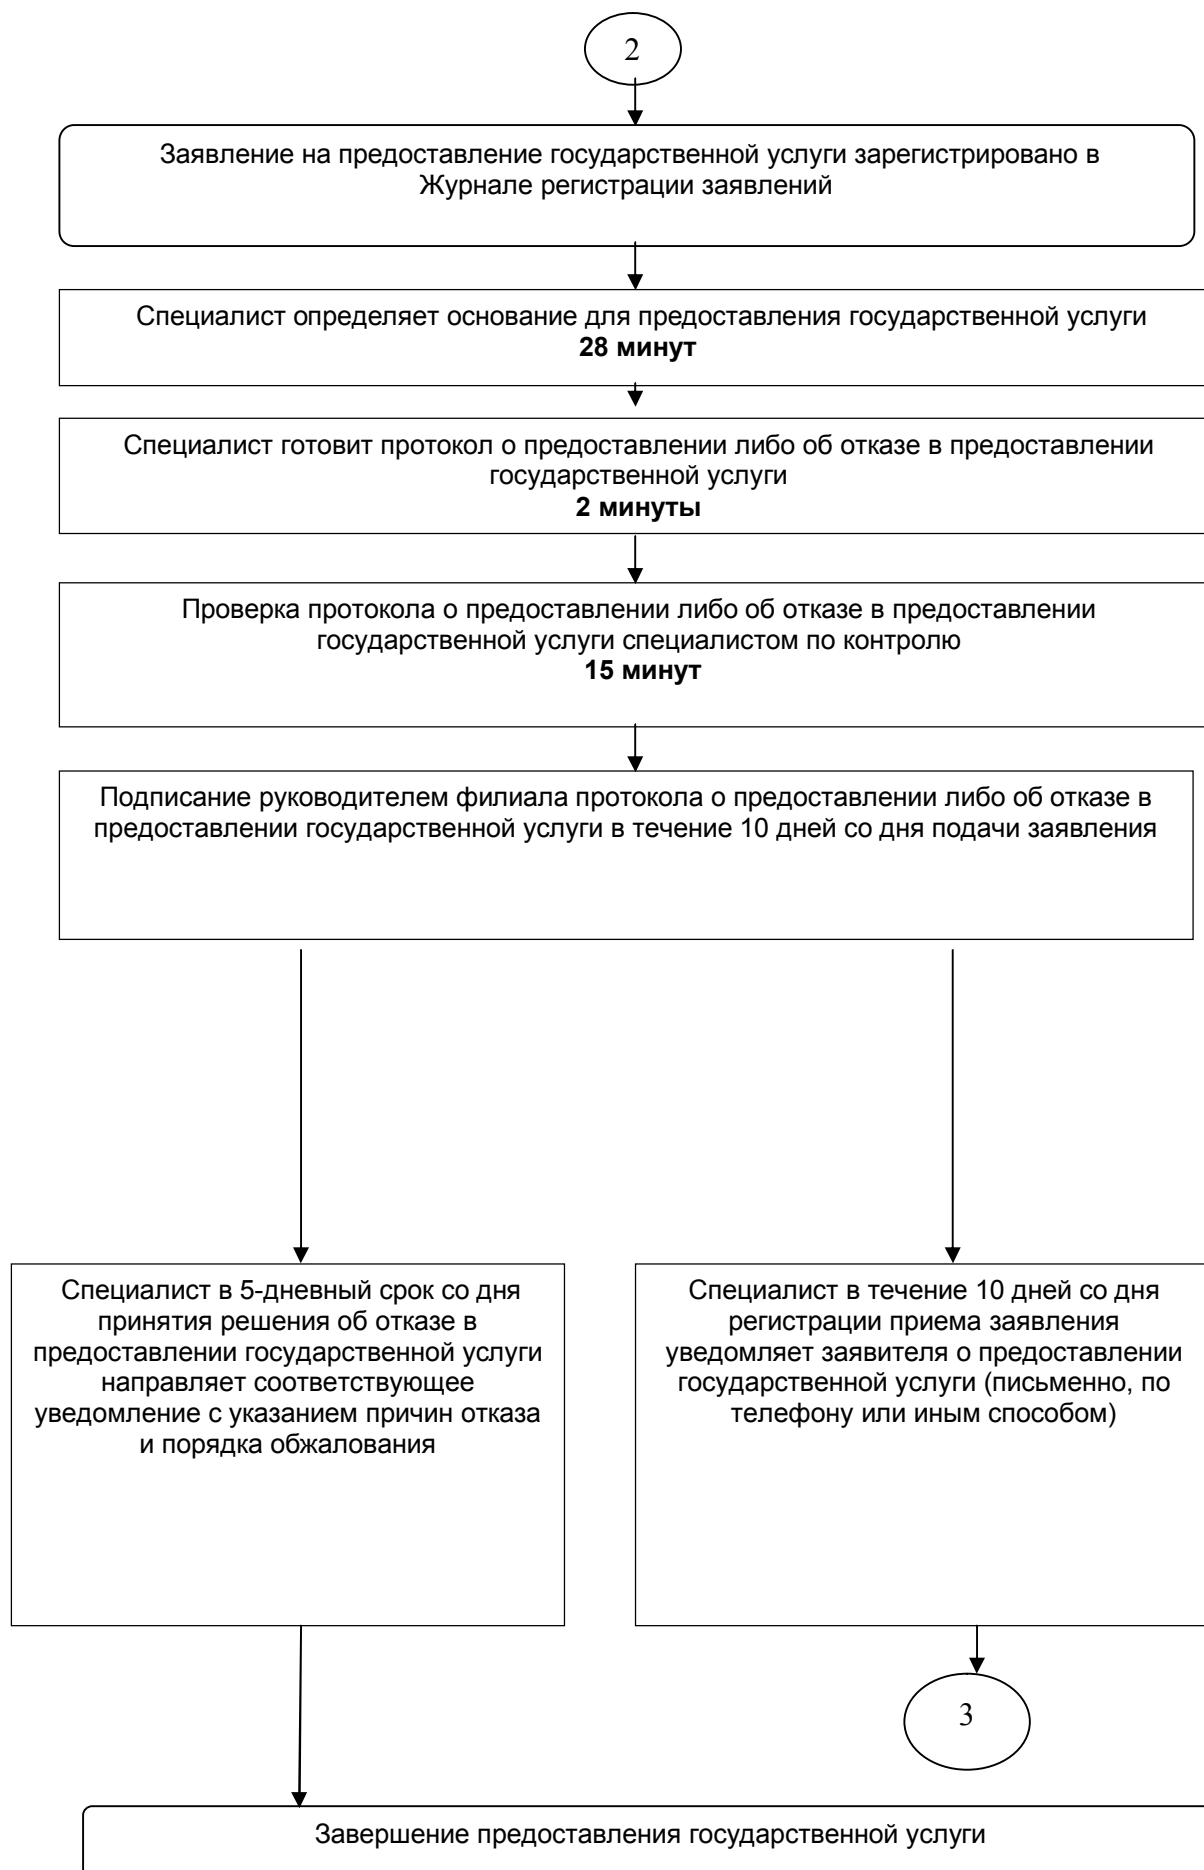 2
Заявление на предоставление государственной услуги зарегистрировано в
Журнале регистрации заявлений
Специалист определяет основание для предоставления государственной услуги
28 минут
Специалист готовит протокол о предоставлении либо об отказе в предоставлении
государственной услуги
2 минуты
Проверка протокола о предоставлении либо об отказе в предоставлении
государственной услуги специалистом по контролю
15 минут
Подписание руководителем филиала протокола о предоставлении либо об отказе в
предоставлении государственной услуги в течение 10 дней со дня подачи заявления
Специалист в 5-дневный срок со дня
принятия решения об отказе в
предоставлении государственной услуги
направляет соответствующее
уведомление с указанием причин отказа
и порядка обжалования
Специалист в течение 10 дней со дня
регистрации приема заявления
уведомляет заявителя о предоставлении
государственной услуги (письменно, по
телефону или иным способом)
3
Завершение предоставления государственной услуги